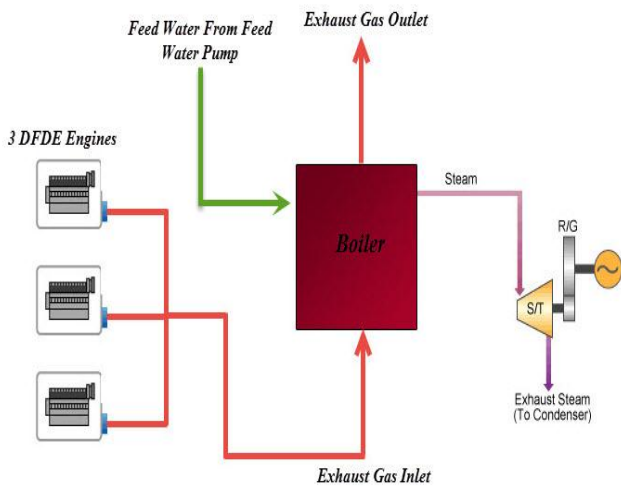 Feed Water From Feed
Water Pump
Exhaust Gas Outlet
3 DFDE Engines
Steam
R/G
Boiler
S/T
Exhaust Steam
(To Condenser)
Exhaust Gas Inlet